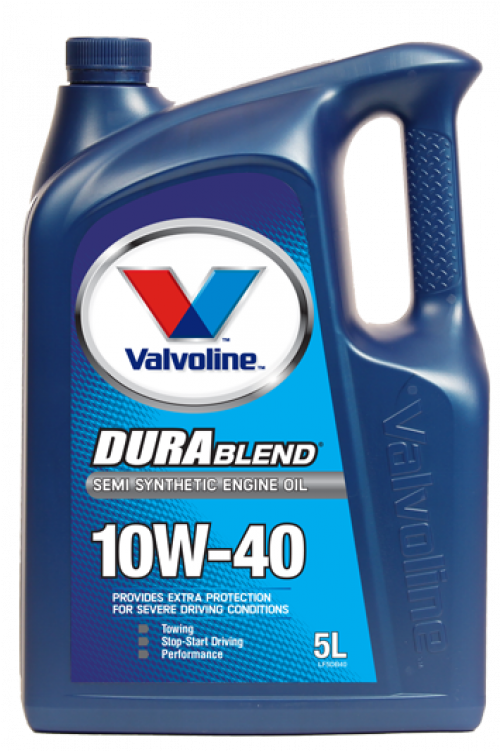 Valvoline™
DURABLEND®
SEMI SYNTHETIC ENGINE OIL
10W-40
PROVIDES EXTRA PROTECTION
FOR SEVERE DRIVING CONDITIONS
Towing
Stop-Start Driving
Performance
5L
Valvoline